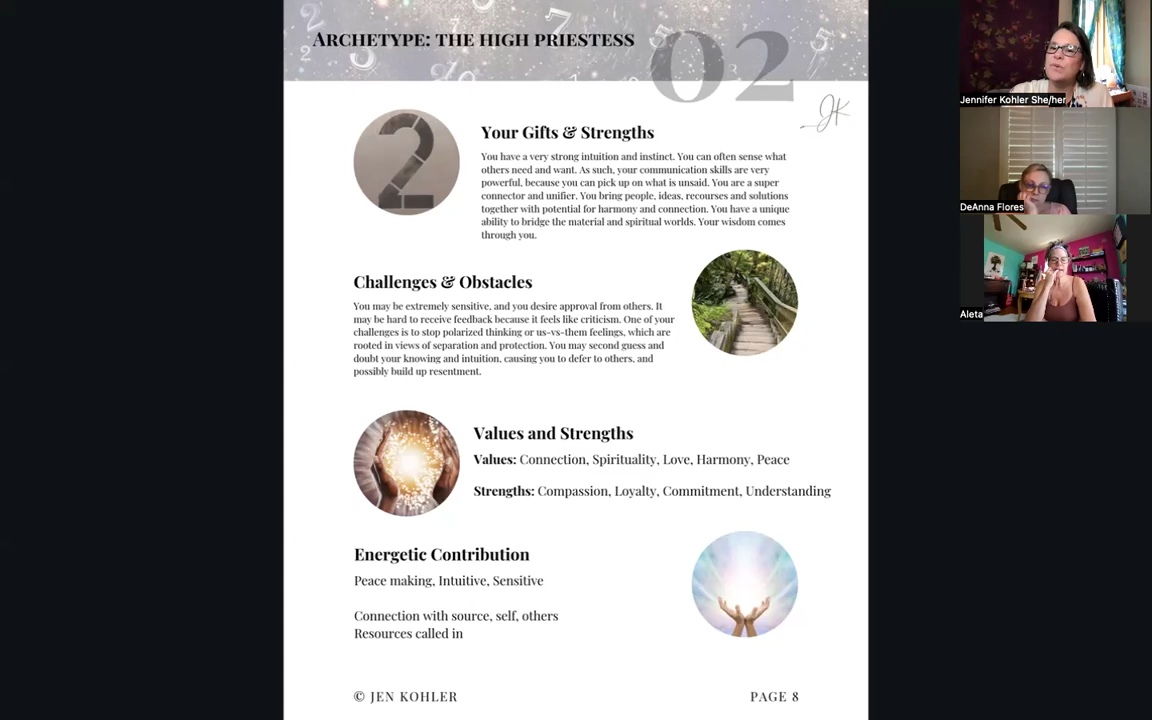 ARCHETYPE: THE HIGH PRIESTESS
02
JK
2
Your Gifts & Strengths
You have a very strong intuition and instinct. You can often sense what
others need and want. As such, your communication skills are very
powerful, because you can pick up on what is unsaid. You are a super
connector and unifier. You bring people, ideas, recourses and solutions
together with potential for harmony and connection. You have a unique
ability to bridge the material and spiritual worlds. Your wisdom comes
through you.
Challenges & Obstacles
You may be extremely sensitive, and you desire approval from others. It
may be hard to receive feedback because it feels like criticism. One of your
challenges is to stop polarized thinking or us-vs-them feelings, which are
rooted in views of separation and protection. You may second guess and
doubt your knowing and intuition, causing you to defer to others, and
possibly build up resentment.
Values and Strengths
Values: Connection, Spirituality, Love, Harmony, Peace
Strengths: Compassion, Loyalty, Commitment, Understanding
Energetic Contribution
Peace making, Intuitive, Sensitive
Connection with source, self, others
Resources called in
© JEN KOHLER
PAGE 8
Jennifer Kohler She/her
DeAnna Flores
Aleta